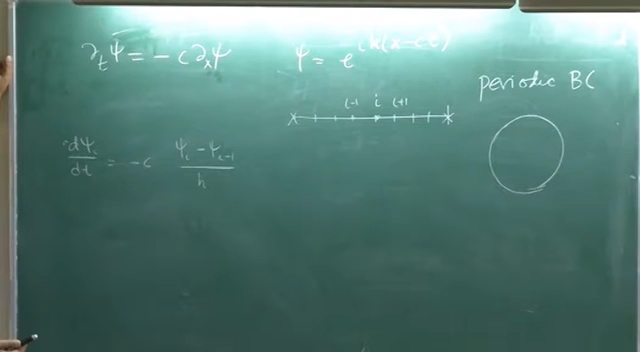 ∂_t ψ = -c ∂_x ψ
ψ = e^{ik(x-ct)}
periodic BC
i-1 i i+1
dψ_i/dt = -c (ψ_i - ψ_{i-1})/h